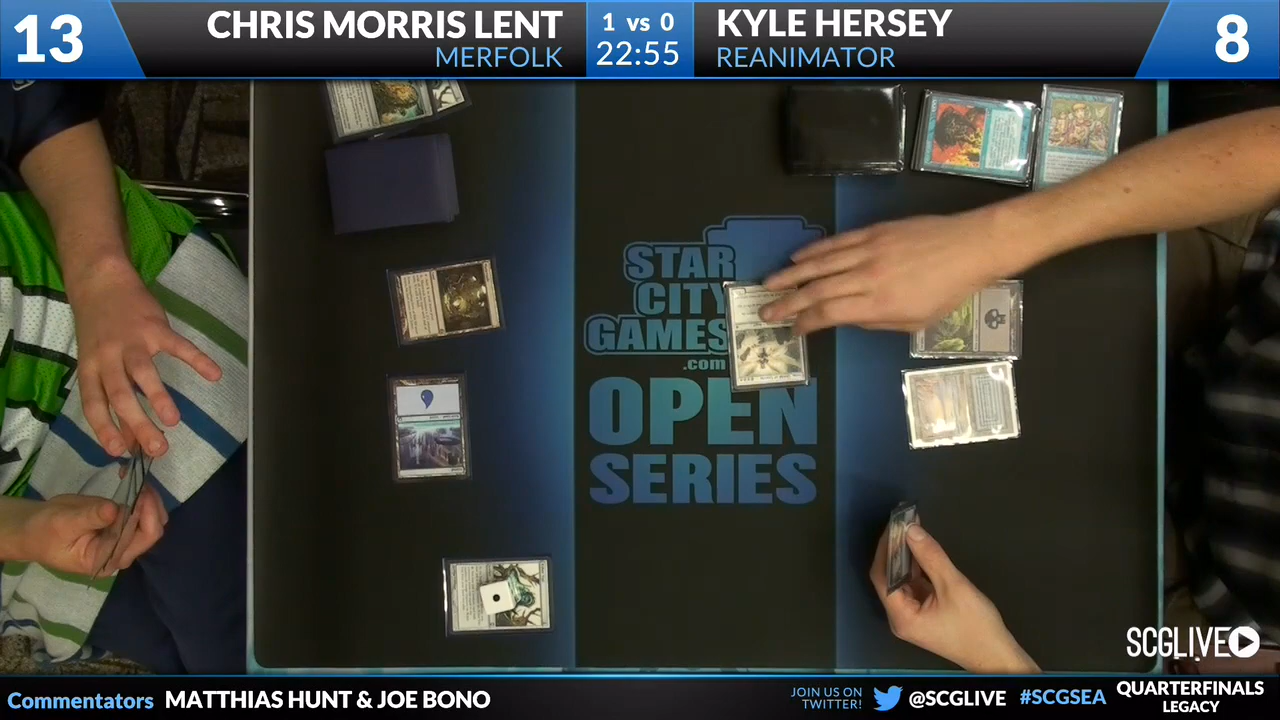 13
CHRIS MORRIS LENT
MERFOLK
1 vs 0
22:55
KYLE HERSEY
REANIMATOR
8
STAR
CITY
GAMES
.com
OPEN
SERIES
SCGLIVE
Commentators MATTHIAS HUNT & JOE BONO
JOIN US ON
TWITTER!
@SCGLIVE
#SCGSEA
QUARTERFINALS
LEGACY